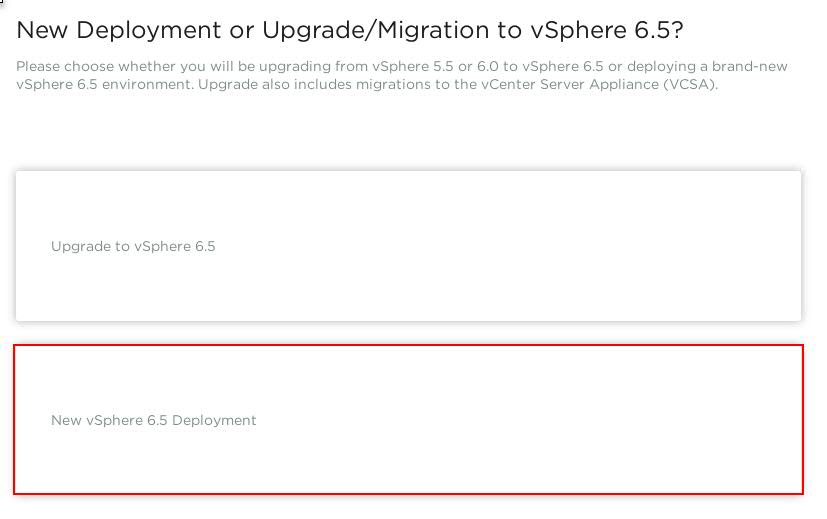 New Deployment or Upgrade/Migration to vSphere 6.5?
Please choose whether you will be upgrading from vSphere 5.5 or 6.0 to vSphere 6.5 or deploying a brand-new
vSphere 6.5 environment. Upgrade also includes migrations to the vCenter Server Appliance (VCSA).
Upgrade to vSphere 6.5
New vSphere 6.5 Deployment